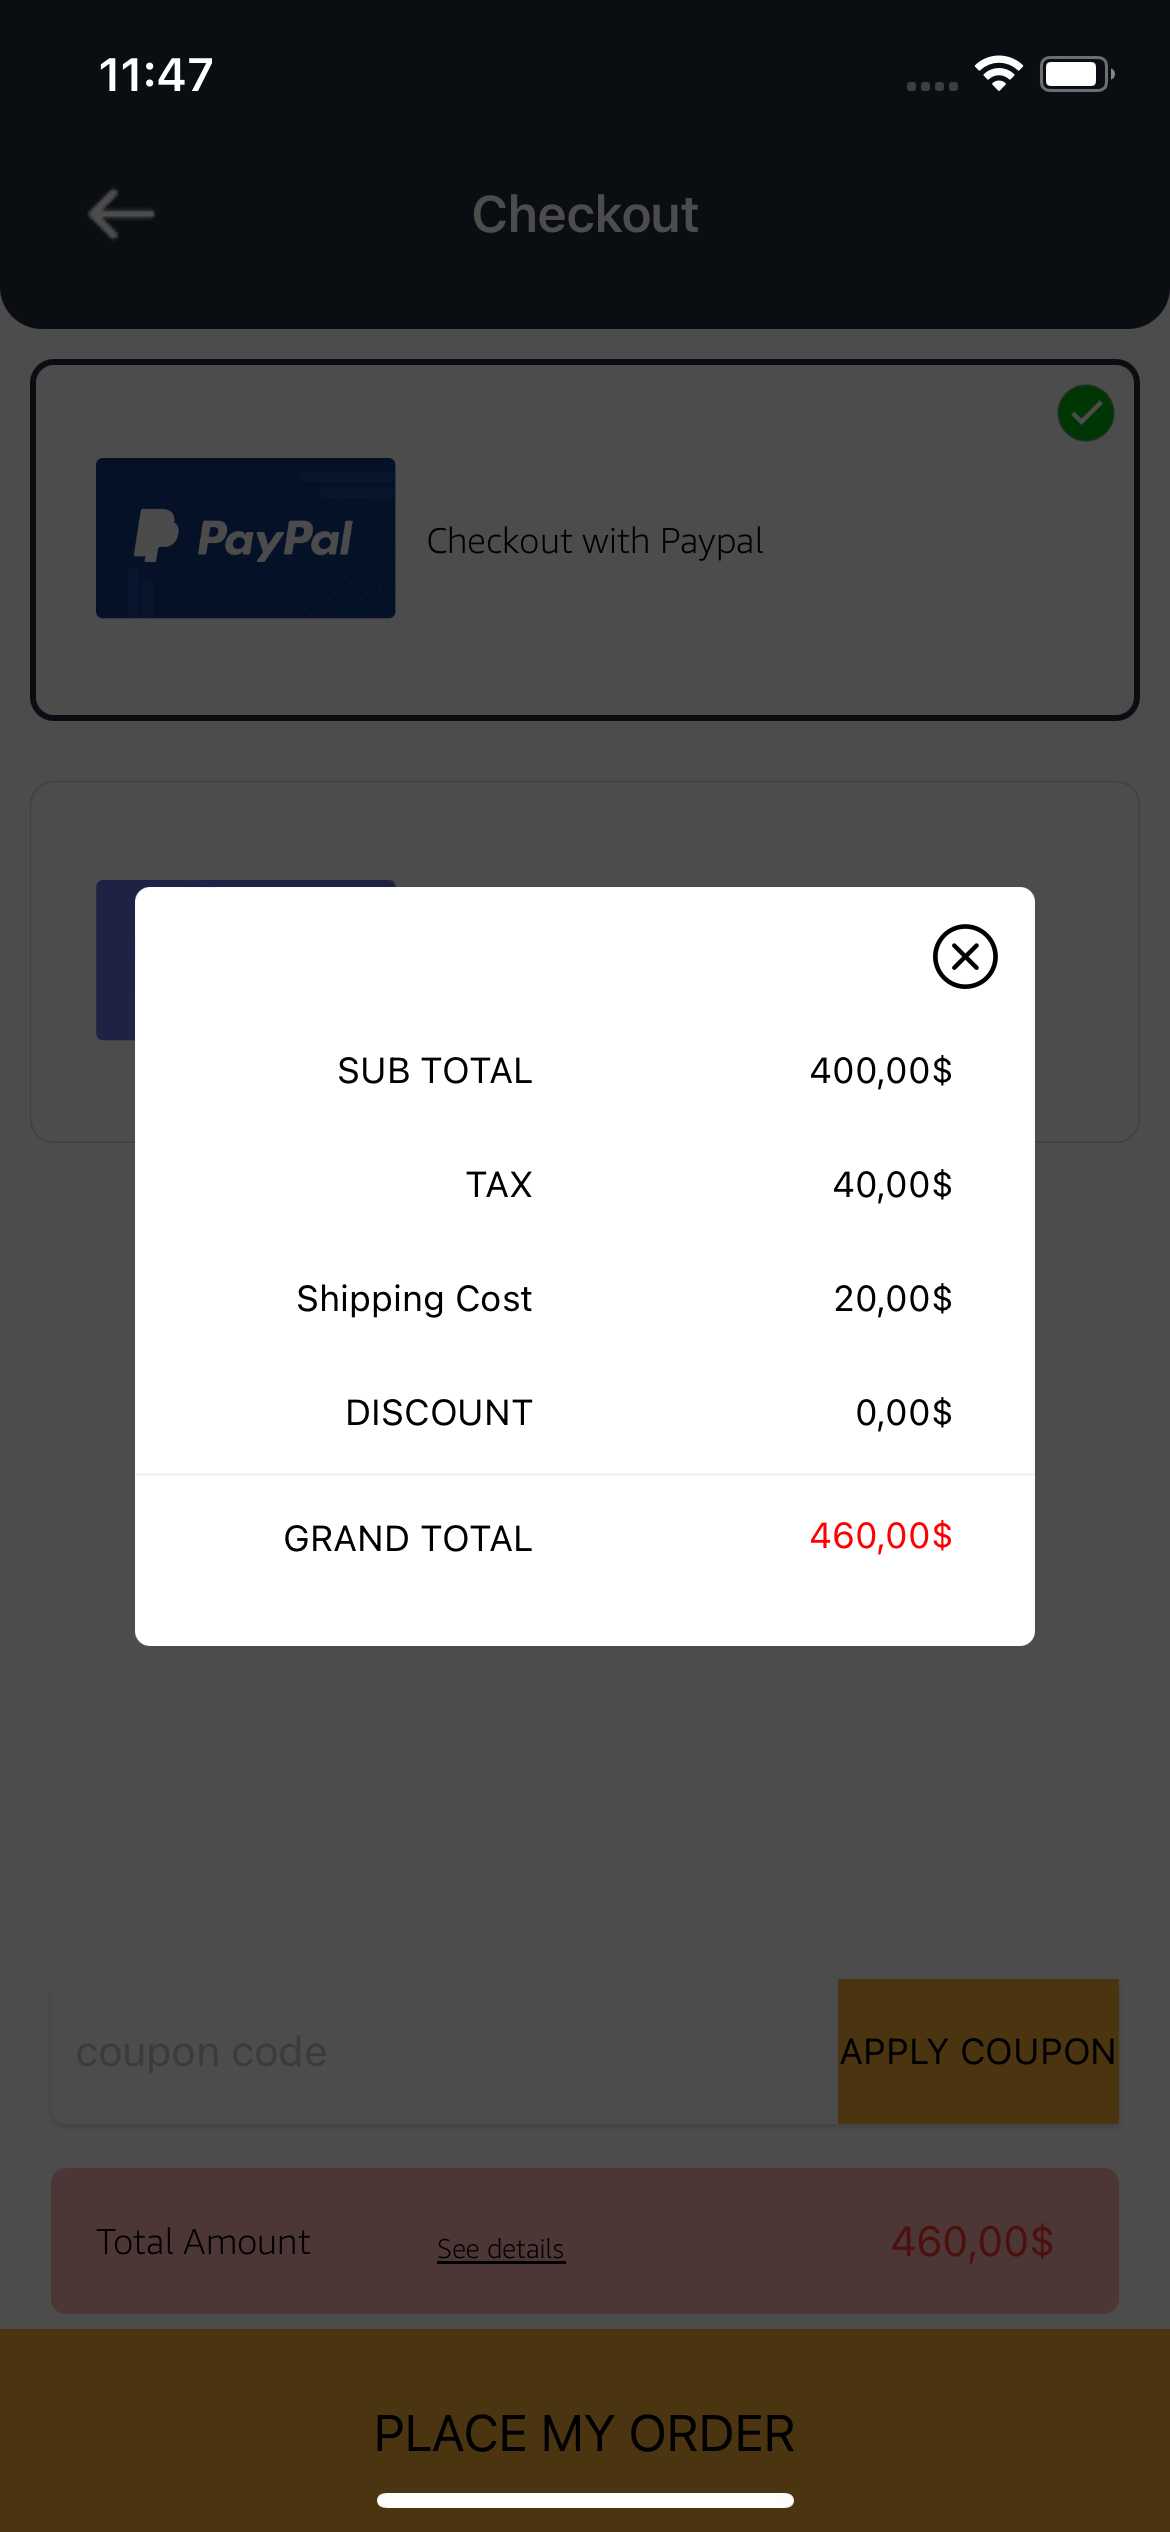 11:47
Checkout
PayPal
Checkout with Paypal
SUB TOTAL 400,00$
TAX 40,00$
Shipping Cost 20,00$
DISCOUNT 0,00$
GRAND TOTAL 460,00$
coupon code
APPLY COUPON
Total Amount See details 460,00$
PLACE MY ORDER